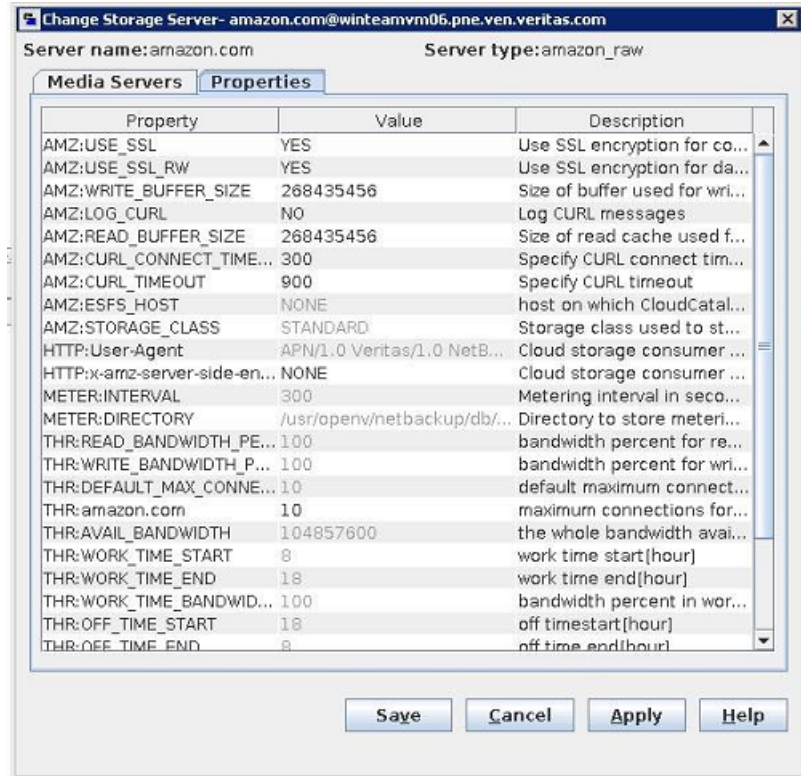 Change Storage Server- amazon.com@winteamvm06.pne.ven.veritas.com
Server name:amazon.com Server type:amazon_raw
Media Servers Properties
Property Value Description
AMZ:USE_SSL YES Use SSL encryption for co...
AMZ:USE_SSL_RW YES Use SSL encryption for da...
AMZ:WRITE_BUFFER_SIZE 268435456 Size of buffer used for wri...
AMZ:LOG_CURL NO Log CURL messages
AMZ:READ_BUFFER_SIZE 268435456 Size of read cache used f...
AMZ:CURL_CONNECT_TIME... 300 Specify CURL connect tim...
AMZ:CURL_TIMEOUT 900 Specify CURL timeout
AMZ:ESFS_HOST NONE host on which CloudCatal...
AMZ:STORAGE_CLASS STANDARD Storage class used to st...
HTTP:User-Agent APN/1.0 Veritas/1.0 NetB... Cloud storage consumer ...
HTTP:x-amz-server-side-en... NONE Cloud storage consumer ...
METER:INTERVAL 300 Metering interval in seco...
METER:DIRECTORY /usr/openv/netbackup/db/... Directory to store meteri...
THR:READ_BANDWIDTH_PE... 100 bandwidth percent for re...
THR:WRITE_BANDWIDTH_P... 100 bandwidth percent for wri...
THR:DEFAULT_MAX_CONNE... 10 default maximum connect...
THR:amazon.com 10 maximum connections for...
THR:AVAIL_BANDWIDTH 104857600 the whole bandwidth avai...
THR:WORK_TIME_START 8 work time start[hour]
THR:WORK_TIME_END 18 work time end[hour]
THR:WORK_TIME_BANDWID... 100 bandwidth percent in wor...
THR:OFF_TIME_START 18 off timestart[hour]
THR:OFF_TIME_END 8 off time end[hour]
Save Cancel Apply Help